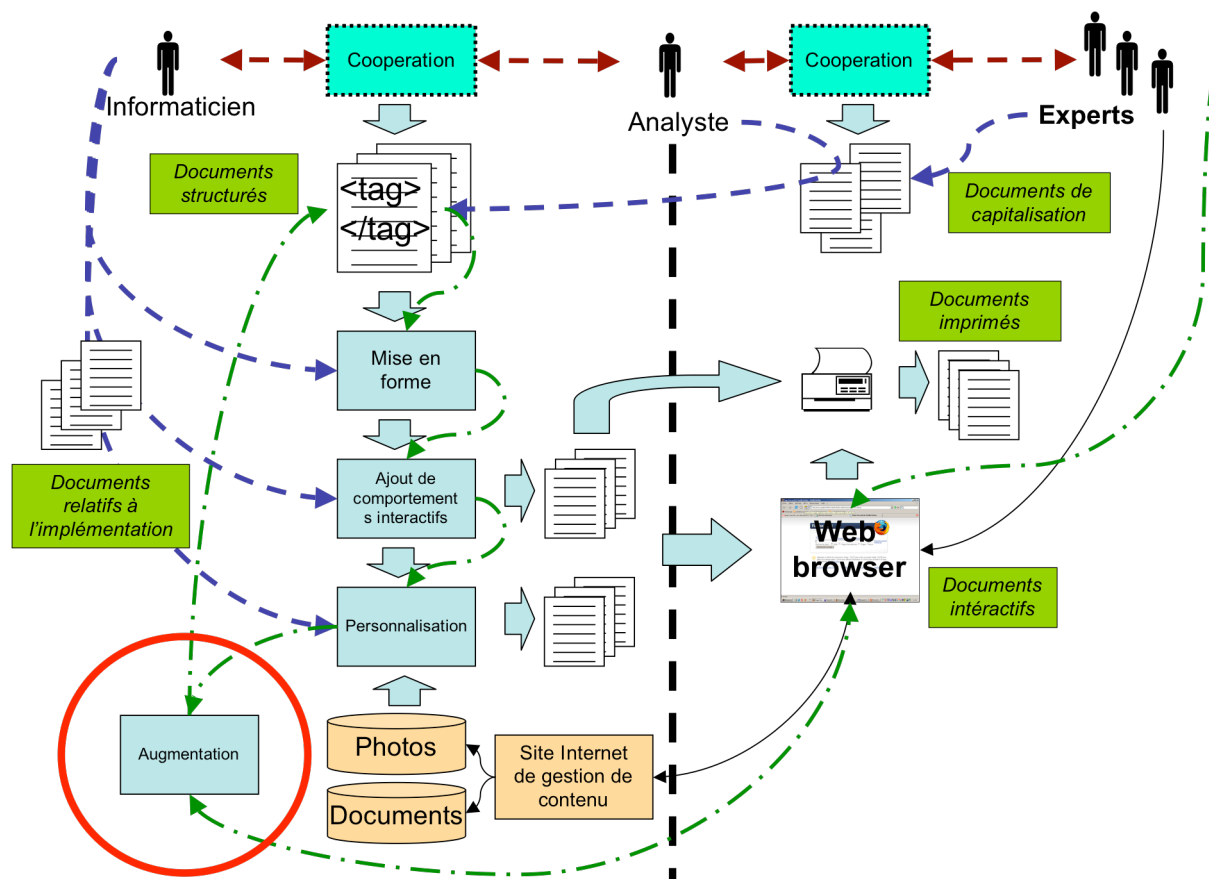 Cooperation
Cooperation
Informaticien
Analyste
Experts
Documents
structurés
<tag>
</tag>
Documents de
capitalisation
Documents
imprimés
Mise en
forme
Documents
relatifs à
l'implémentation
Ajout de
comportement
s interactifs
Web
browser
Documents
intéractifs
Personnalisation
Augmentation
Photos
Documents
Site Internet
de gestion de
contenu